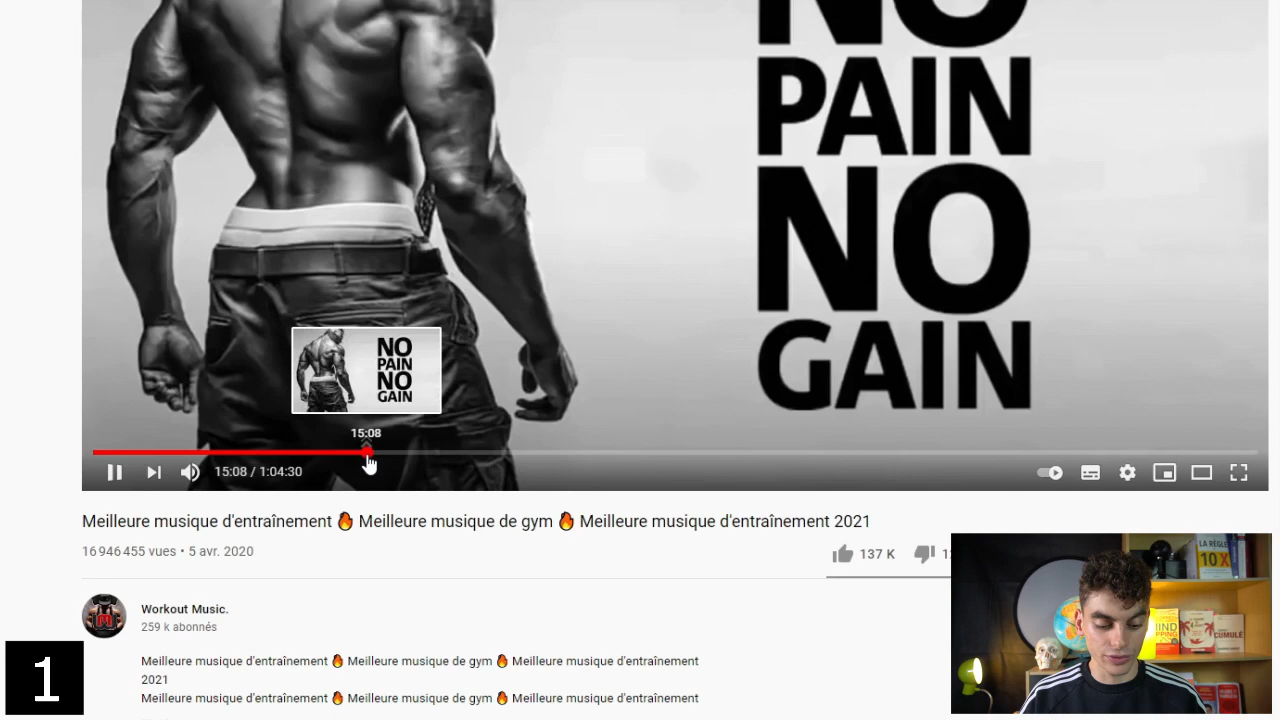 NO
PAIN
NO
GAIN
NO
PAIN
NO
GAIN
15:08
15:08 / 1:04:30
Meilleure musique d'entraînement 🔥 Meilleure musique de gym 🔥 Meilleure musique d'entraînement 2021
16 946 455 vues • 5 avr. 2020
137 K
Workout Music.
259 k abonnés
Meilleure musique d'entraînement 🔥 Meilleure musique de gym 🔥 Meilleure musique d'entraînement
2021
Meilleure musique d'entraînement 🔥 Meilleure musique de gym 🔥 Meilleure musique d'entraînement
1
LA RÈGLE
10 X
CUMULÉ